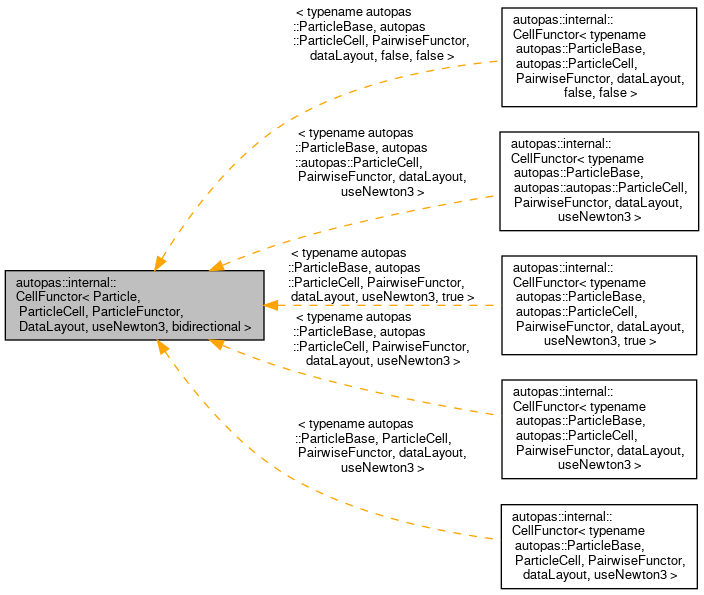 < typename autopas
::ParticleBase, autopas
::ParticleCell, PairwiseFunctor,
dataLayout, false, false >
autopas::internal::
CellFunctor< typename
autopas::ParticleBase,
autopas::ParticleCell,
PairwiseFunctor, dataLayout,
false, false >
< typename autopas
::ParticleBase, autopas
::autopas::ParticleCell,
PairwiseFunctor, dataLayout,
useNewton3 >
autopas::internal::
CellFunctor< typename
autopas::ParticleBase,
autopas::autopas::ParticleCell,
PairwiseFunctor, dataLayout,
useNewton3 >
autopas::internal::
CellFunctor< Particle,
ParticleCell, ParticleFunctor,
DataLayout, useNewton3, bidirectional >
< typename autopas
::ParticleBase, autopas
::ParticleCell, PairwiseFunctor,
dataLayout, useNewton3, true >
autopas::internal::
CellFunctor< typename
autopas::ParticleBase,
autopas::ParticleCell,
PairwiseFunctor, dataLayout,
useNewton3, true >
< typename autopas
::ParticleBase, autopas
::ParticleCell, PairwiseFunctor,
dataLayout, useNewton3 >
autopas::internal::
CellFunctor< typename
autopas::ParticleBase,
autopas::ParticleCell,
PairwiseFunctor, dataLayout,
useNewton3 >
< typename autopas
::ParticleBase, ParticleCell,
PairwiseFunctor, dataLayout,
useNewton3 >
autopas::internal::
CellFunctor< typename
autopas::ParticleBase,
ParticleCell, PairwiseFunctor,
dataLayout, useNewton3 >